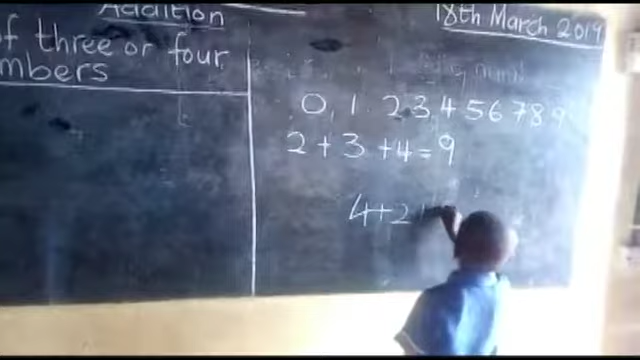 Addition
of three or four
mbers
18th March 2019
0, 1 2 3 4 5 6 7 8 9
2 + 3 + 4 = 9
4 + 2 +